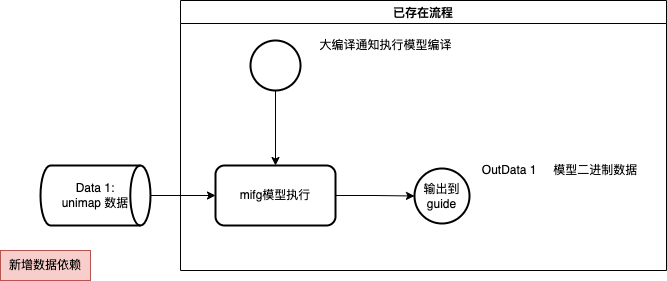 已存在流程
大编译通知执行模型编译
Data 1:
unimap 数据
mifg模型执行
输出到
guide
OutData 1 模型二进制数据
新增数据依赖